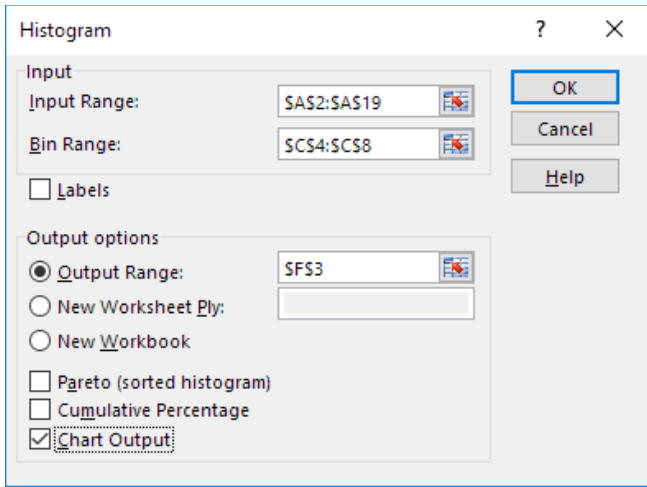 Histogram ?
Input
Input Range: $A$2:$A$19
Bin Range: $C$4:$C$8
Labels
OK
Cancel
Help
Output options
Output Range: $F$3
New Worksheet Ply:
New Workbook
Pareto (sorted histogram)
Cumulative Percentage
Chart Output